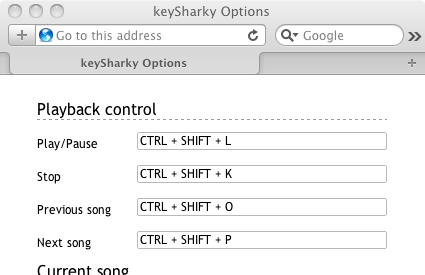 keySharky Options
Go to this address
Google
keySharky Options
Playback control
Play/Pause CTRL + SHIFT + L
Stop CTRL + SHIFT + K
Previous song CTRL + SHIFT + O
Next song CTRL + SHIFT + P
Current song